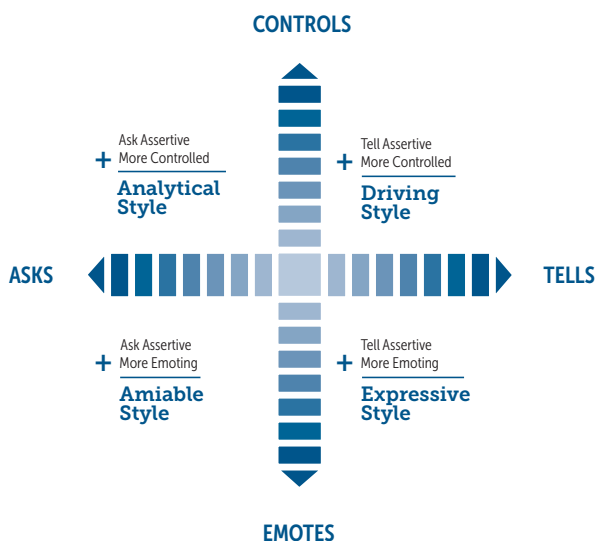 CONTROLS
+ Ask Assertive
More Controlled
Analytical
Style
+ Tell Assertive
More Controlled
Driving
Style
ASKS
TELLS
+ Ask Assertive
More Emoting
Amiable
Style
+ Tell Assertive
More Emoting
Expressive
Style
EMOTES